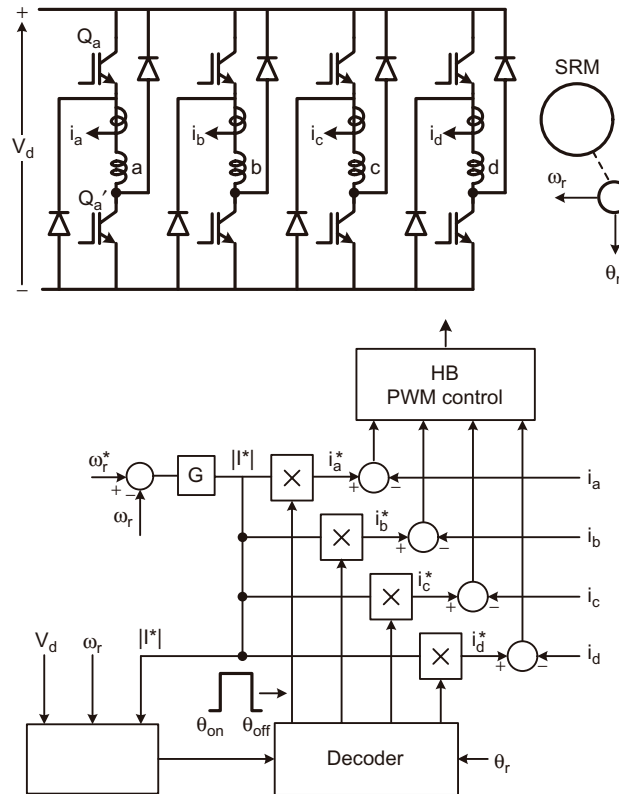 +
Q_a
SRM
V_d
i_a
i_b
i_c
i_d
a
b
c
d
Q_a′
ω_r
θ_r
−
HB
PWM control
ω_r*
G
|I*|
×
i_a*
+
−
i_a
+
−
ω_r
×
i_b*
+
−
i_b
×
i_c*
+
−
i_c
V_d
ω_r
|I*|
×
i_d*
+
−
i_d
θ_on
θ_off
Decoder
θ_r